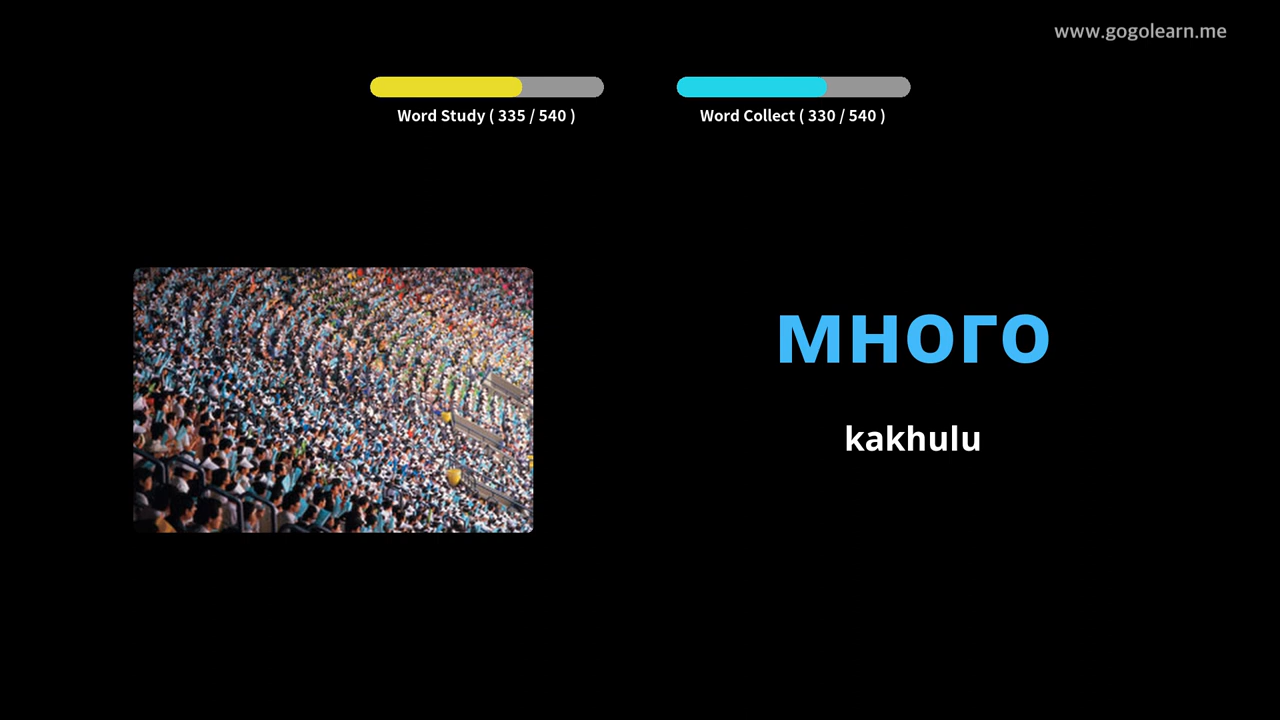 www.gogolearn.me
Word Study ( 335 / 540 )
Word Collect ( 330 / 540 )
много
kakhulu